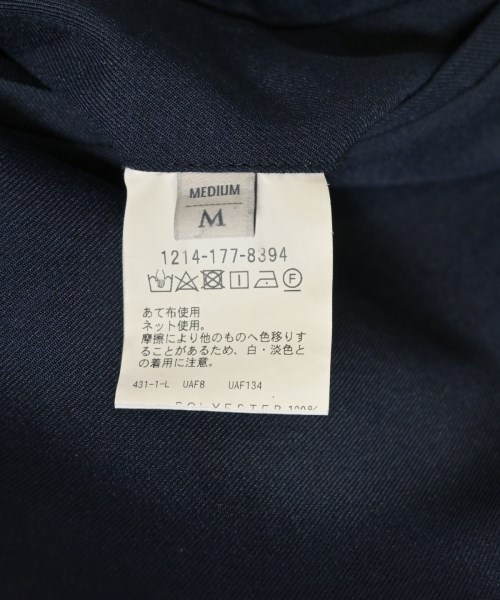 MEDIUM
M
1214-177-8394
F
あて布使用
ネット使用。
摩擦により他のものへ色移りす
ることがあるため、白・淡色と
の着用に注意。
431-1-L UAF8 UAF134
POLYESTER 100%